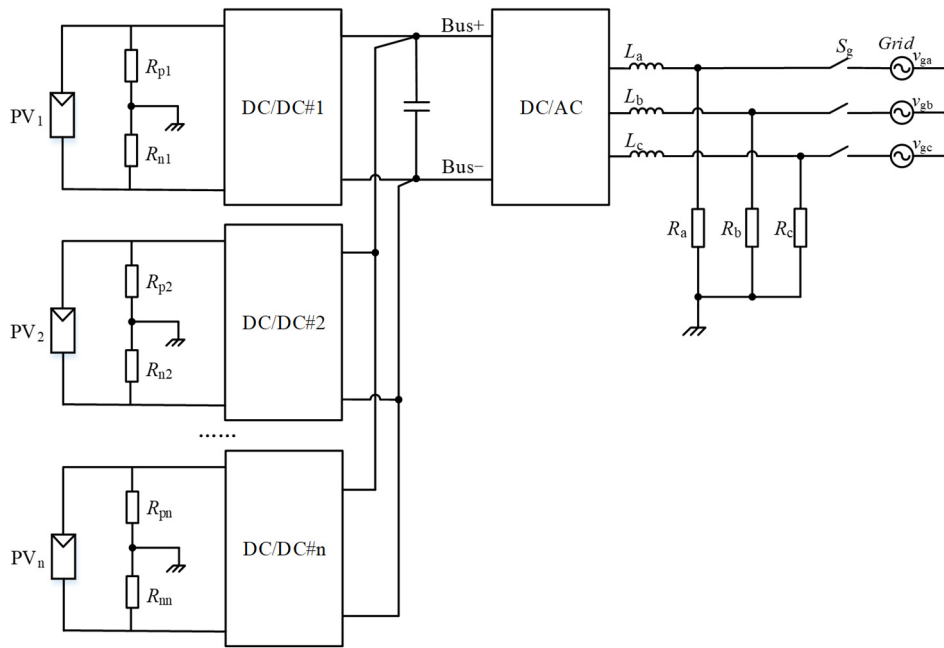 Bus+
PV1
Rp1
Rn1
DC/DC#1
Bus−
DC/AC
La
Lb
Lc
Sg
Grid
vga
vgb
vgc
Ra
Rb
Rc
PV2
Rp2
Rn2
DC/DC#2
......
PVn
Rpn
Rnn
DC/DC#n